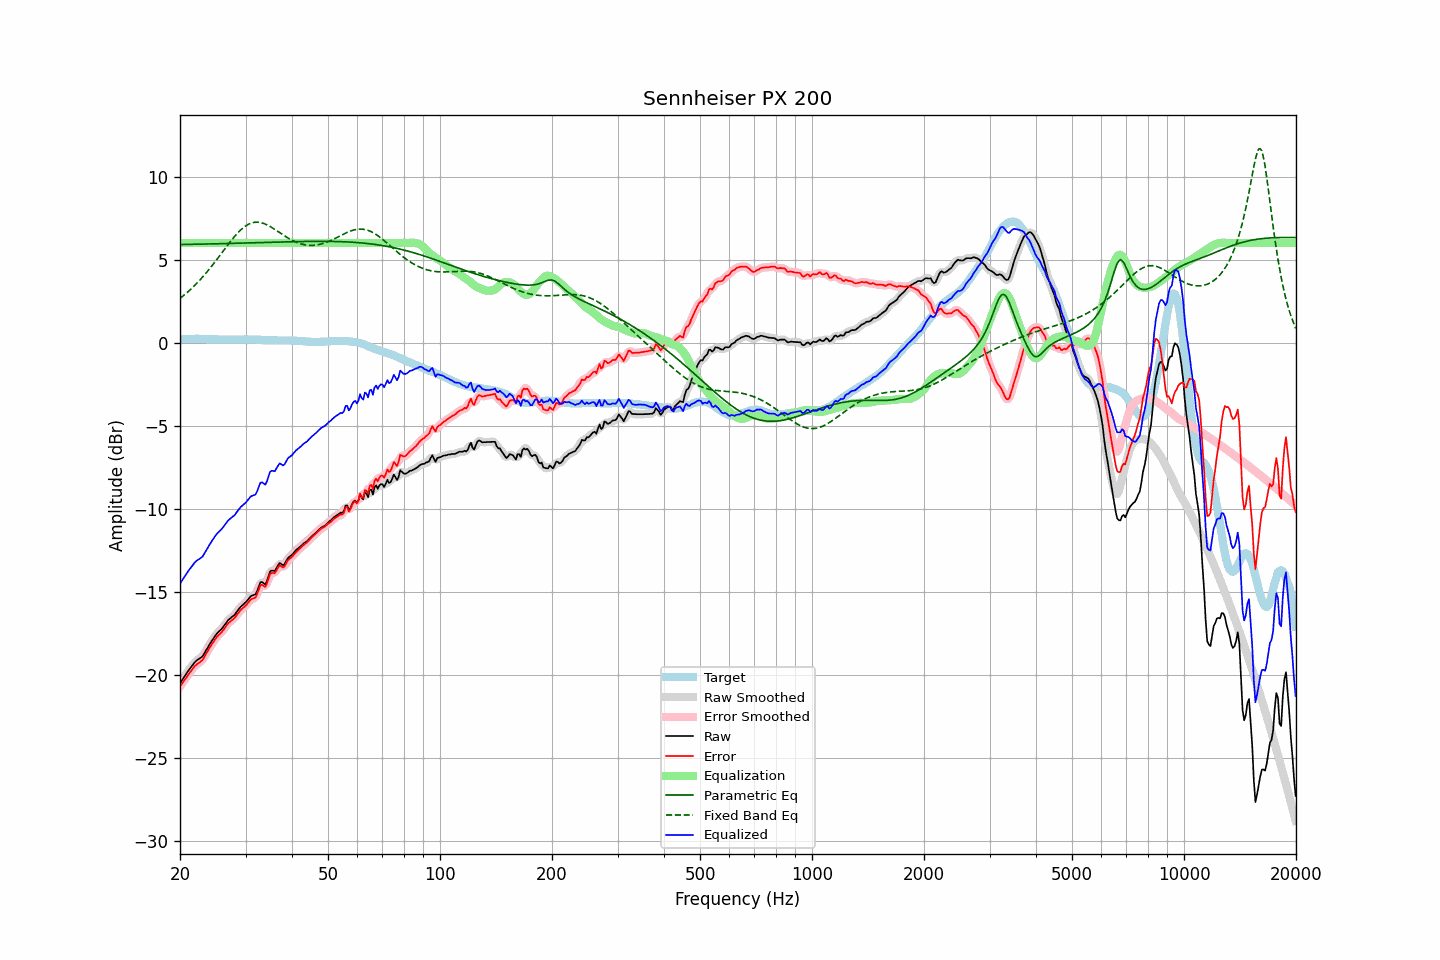 Sennheiser PX 200
Amplitude (dBr)
10
5
0
−5
−10
−15
−20
−25
−30
Target
Raw Smoothed
Error Smoothed
Raw
Error
Equalization
Parametric Eq
Fixed Band Eq
Equalized
20 50 100 200 500 1000 2000 5000 10000 20000
Frequency (Hz)